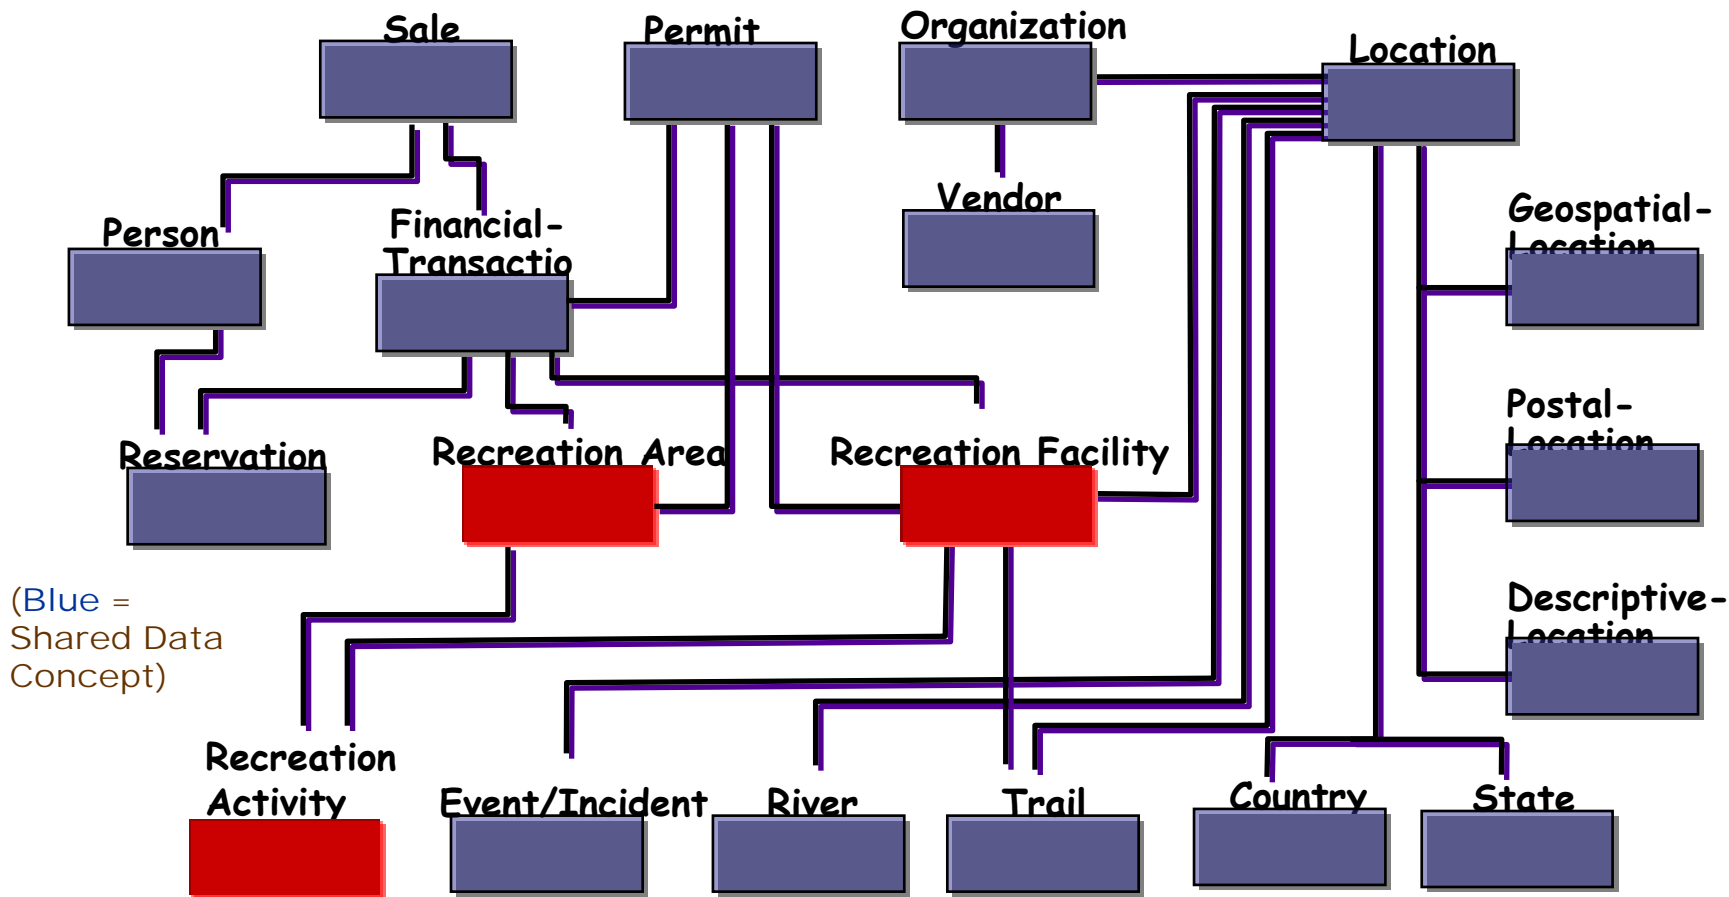 Sale
Permit
Organization
Location
Vendor
Geospatial-
Location
Person
Financial-
Transactio
Postal-
Location
Reservation
Recreation Area
Recreation Facility
(Blue =
Shared Data
Concept)
Descriptive-
Location
Recreation
Activity
Event/Incident
River
Trail
Country
State